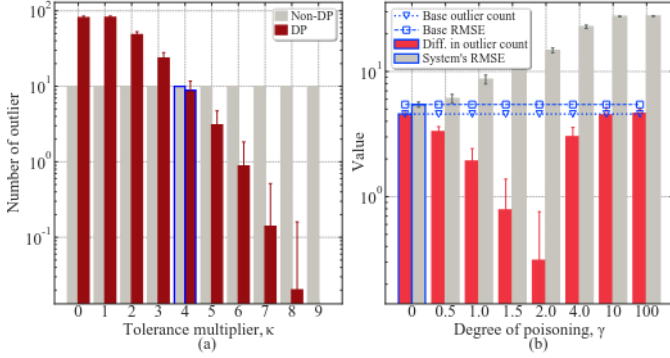 10²
10¹
10⁰
10⁻¹
Number of outlier
Non-DP
DP
0 1 2 3 4 5 6 7 8 9
Tolerance multiplier, κ
(a)
10¹
10⁰
Value
Base outlier count
Base RMSE
Diff. in outlier count
System's RMSE
0 0.5 1.0 1.5 2.0 4.0 10 100
Degree of poisoning, γ
(b)